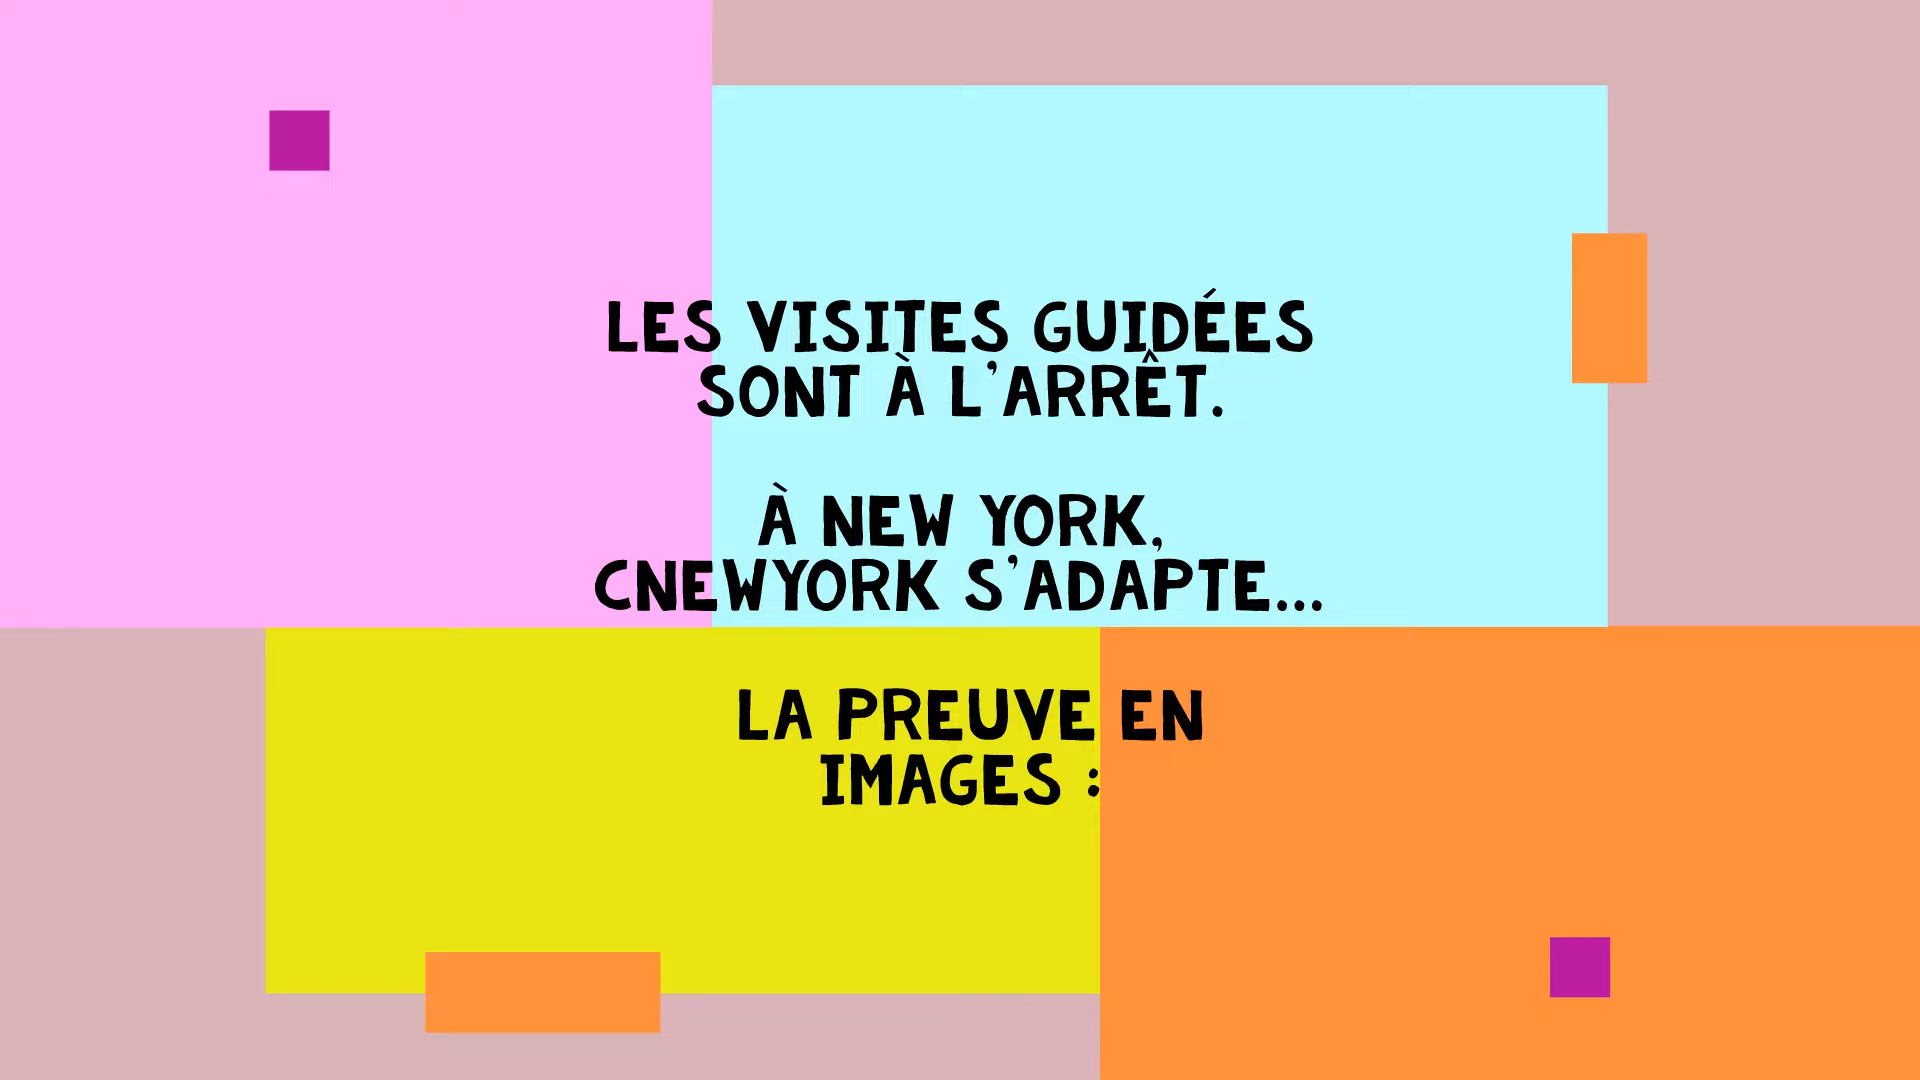 LES VISITES GUIDÉES
SONT À L'ARRÊT.
À NEW YORK,
CNEWYORK S'ADAPTE...
LA PREUVE EN
IMAGES :